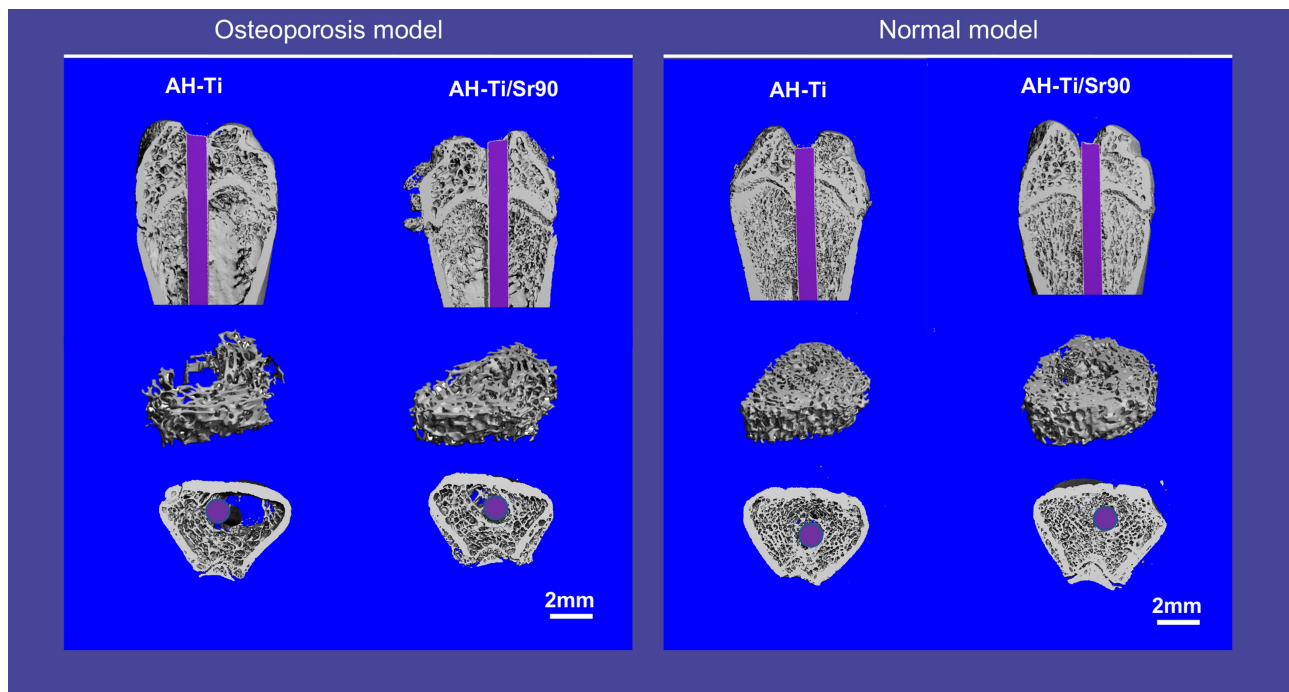 Osteoporosis model
Normal model
AH-Ti
AH-Ti/Sr90
AH-Ti
AH-Ti/Sr90
2mm
2mm